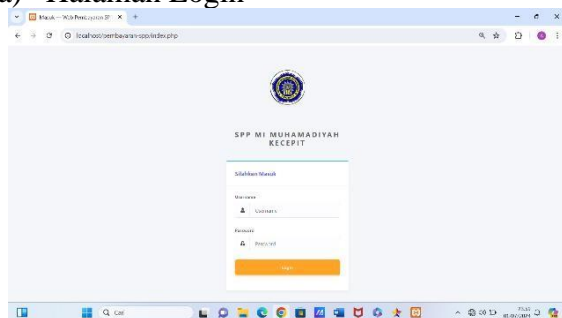 a) Halaman Login
Masuk — Web Pembayaran SP
localhost/pembayaran-spp/index.php
SPP MI MUHAMADIYAH
KECEPIT
Silahkan Masuk
Username
Username
Password
Password
Login
Cari